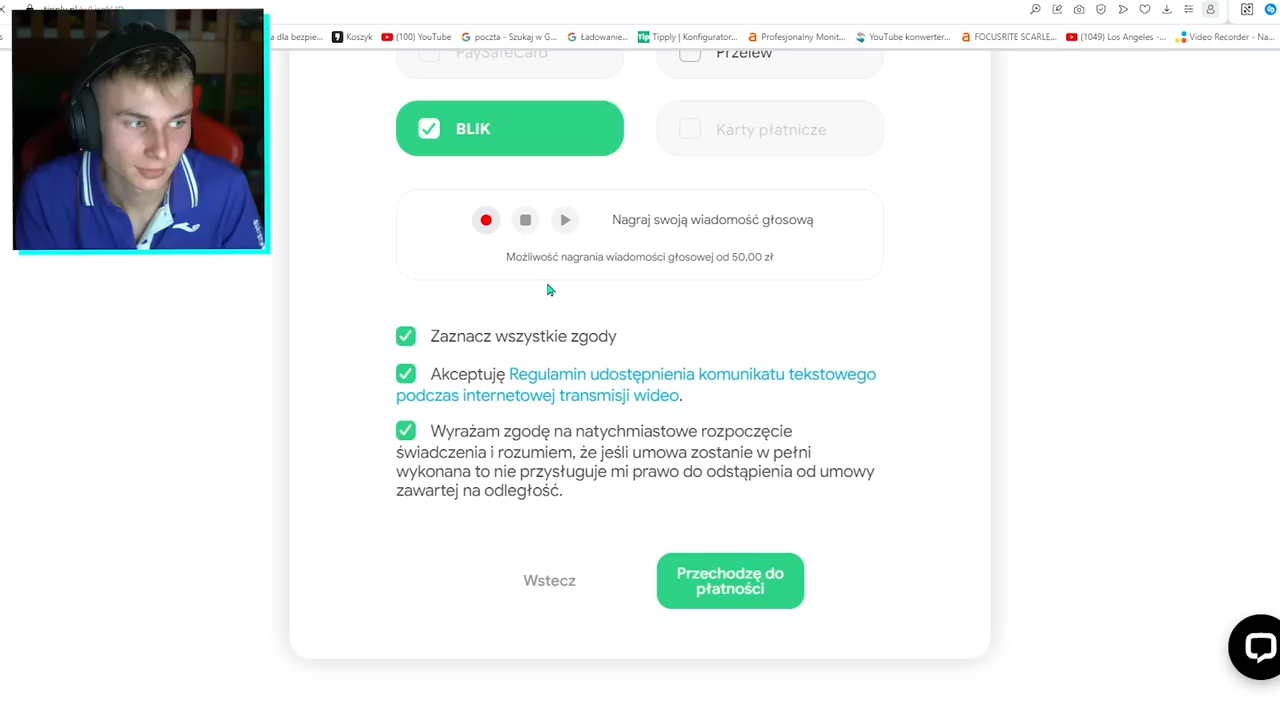 a dla bezpie... Koszyk (100) YouTube poczta - Szukaj w G... Ładowanie... Tip Tipply | Konfigurator... Profesjonalny Monit... YouTube konwerter... FOCUSRITE SCARLE... (1049) Los Angeles -... Video Recorder - Na...
PaySafeCard Przelew
BLIK Karty płatnicze
Nagraj swoją wiadomość głosową
Możliwość nagrania wiadomości głosowej od 50,00 zł
Zaznacz wszystkie zgody
Akceptuję Regulamin udostępnienia komunikatu tekstowego
podczas internetowej transmisji wideo.
Wyrażam zgodę na natychmiastowe rozpoczęcie
świadczenia i rozumiem, że jeśli umowa zostanie w pełni
wykonana to nie przysługuje mi prawo do odstąpienia od umowy
zawartej na odległość.
Wstecz
Przechodzę do
płatności